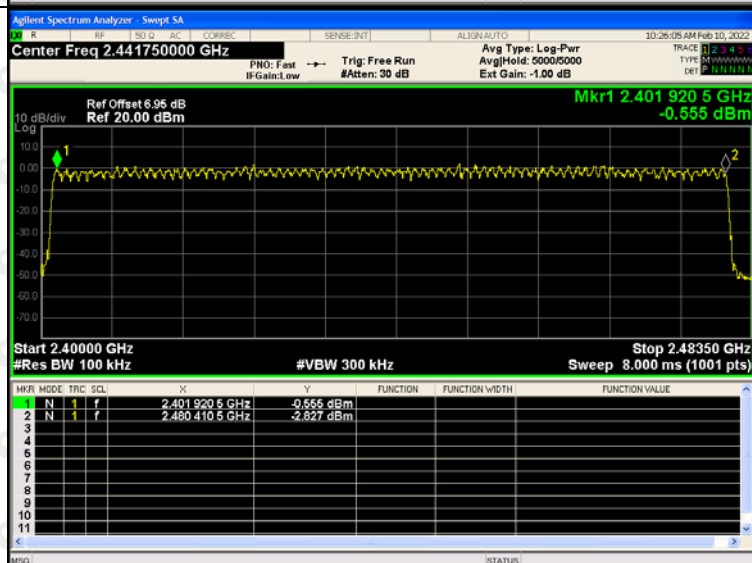 Agilent Spectrum Analyzer - Swept SA
R RF 50 Ω AC CORREC SENSE:INT ALIGNAUTO 10:26:05 AM Feb 10, 2022
Center Freq 2.441750000 GHz Avg Type: Log-Pwr TRACE 1 2 3 4 5 6
PNO: Fast Trig: Free Run Avg|Hold: 5000/5000 TYPE M
IFGain:Low #Atten: 30 dB Ext Gain: -1.00 dB DET P N N N N N
Mkr1 2.401 920 5 GHz
Ref Offset 6.95 dB
10 dB/div Ref 20.00 dBm -0.555 dBm
Log
10.0
1
2
0.00
-10.0
-20.0
-30.0
-40.0
-50.0
-60.0
-70.0
Start 2.40000 GHz Stop 2.48350 GHz
#Res BW 100 kHz #VBW 300 kHz Sweep 8.000 ms (1001 pts)
MKR MODE TRC SCL X Y FUNCTION FUNCTION WIDTH FUNCTION VALUE
1 N 1 f 2.401 920 5 GHz -0.555 dBm
2 N 1 f 2.480 410 5 GHz -2.827 dBm
3
4
5
6
7
8
9
10
11
MSG STATUS